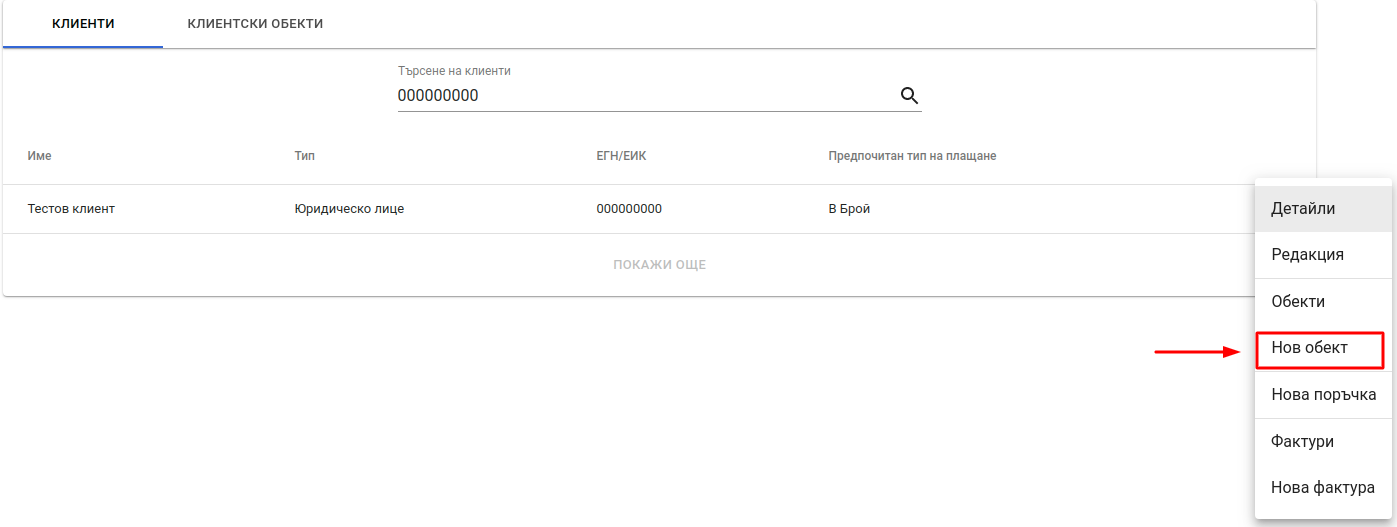 КЛИЕНТИ КЛИЕНТСКИ ОБЕКТИ
Търсене на клиенти
000000000
Име Тип ЕГН/ЕИК Предпочитан тип на плащане
Тестов клиент Юридическо лице 000000000 В Брой
ПОКАЖИ ОЩЕ
Детайли
Редакция
Обекти
Нов обект
Нова поръчка
Фактури
Нова фактура